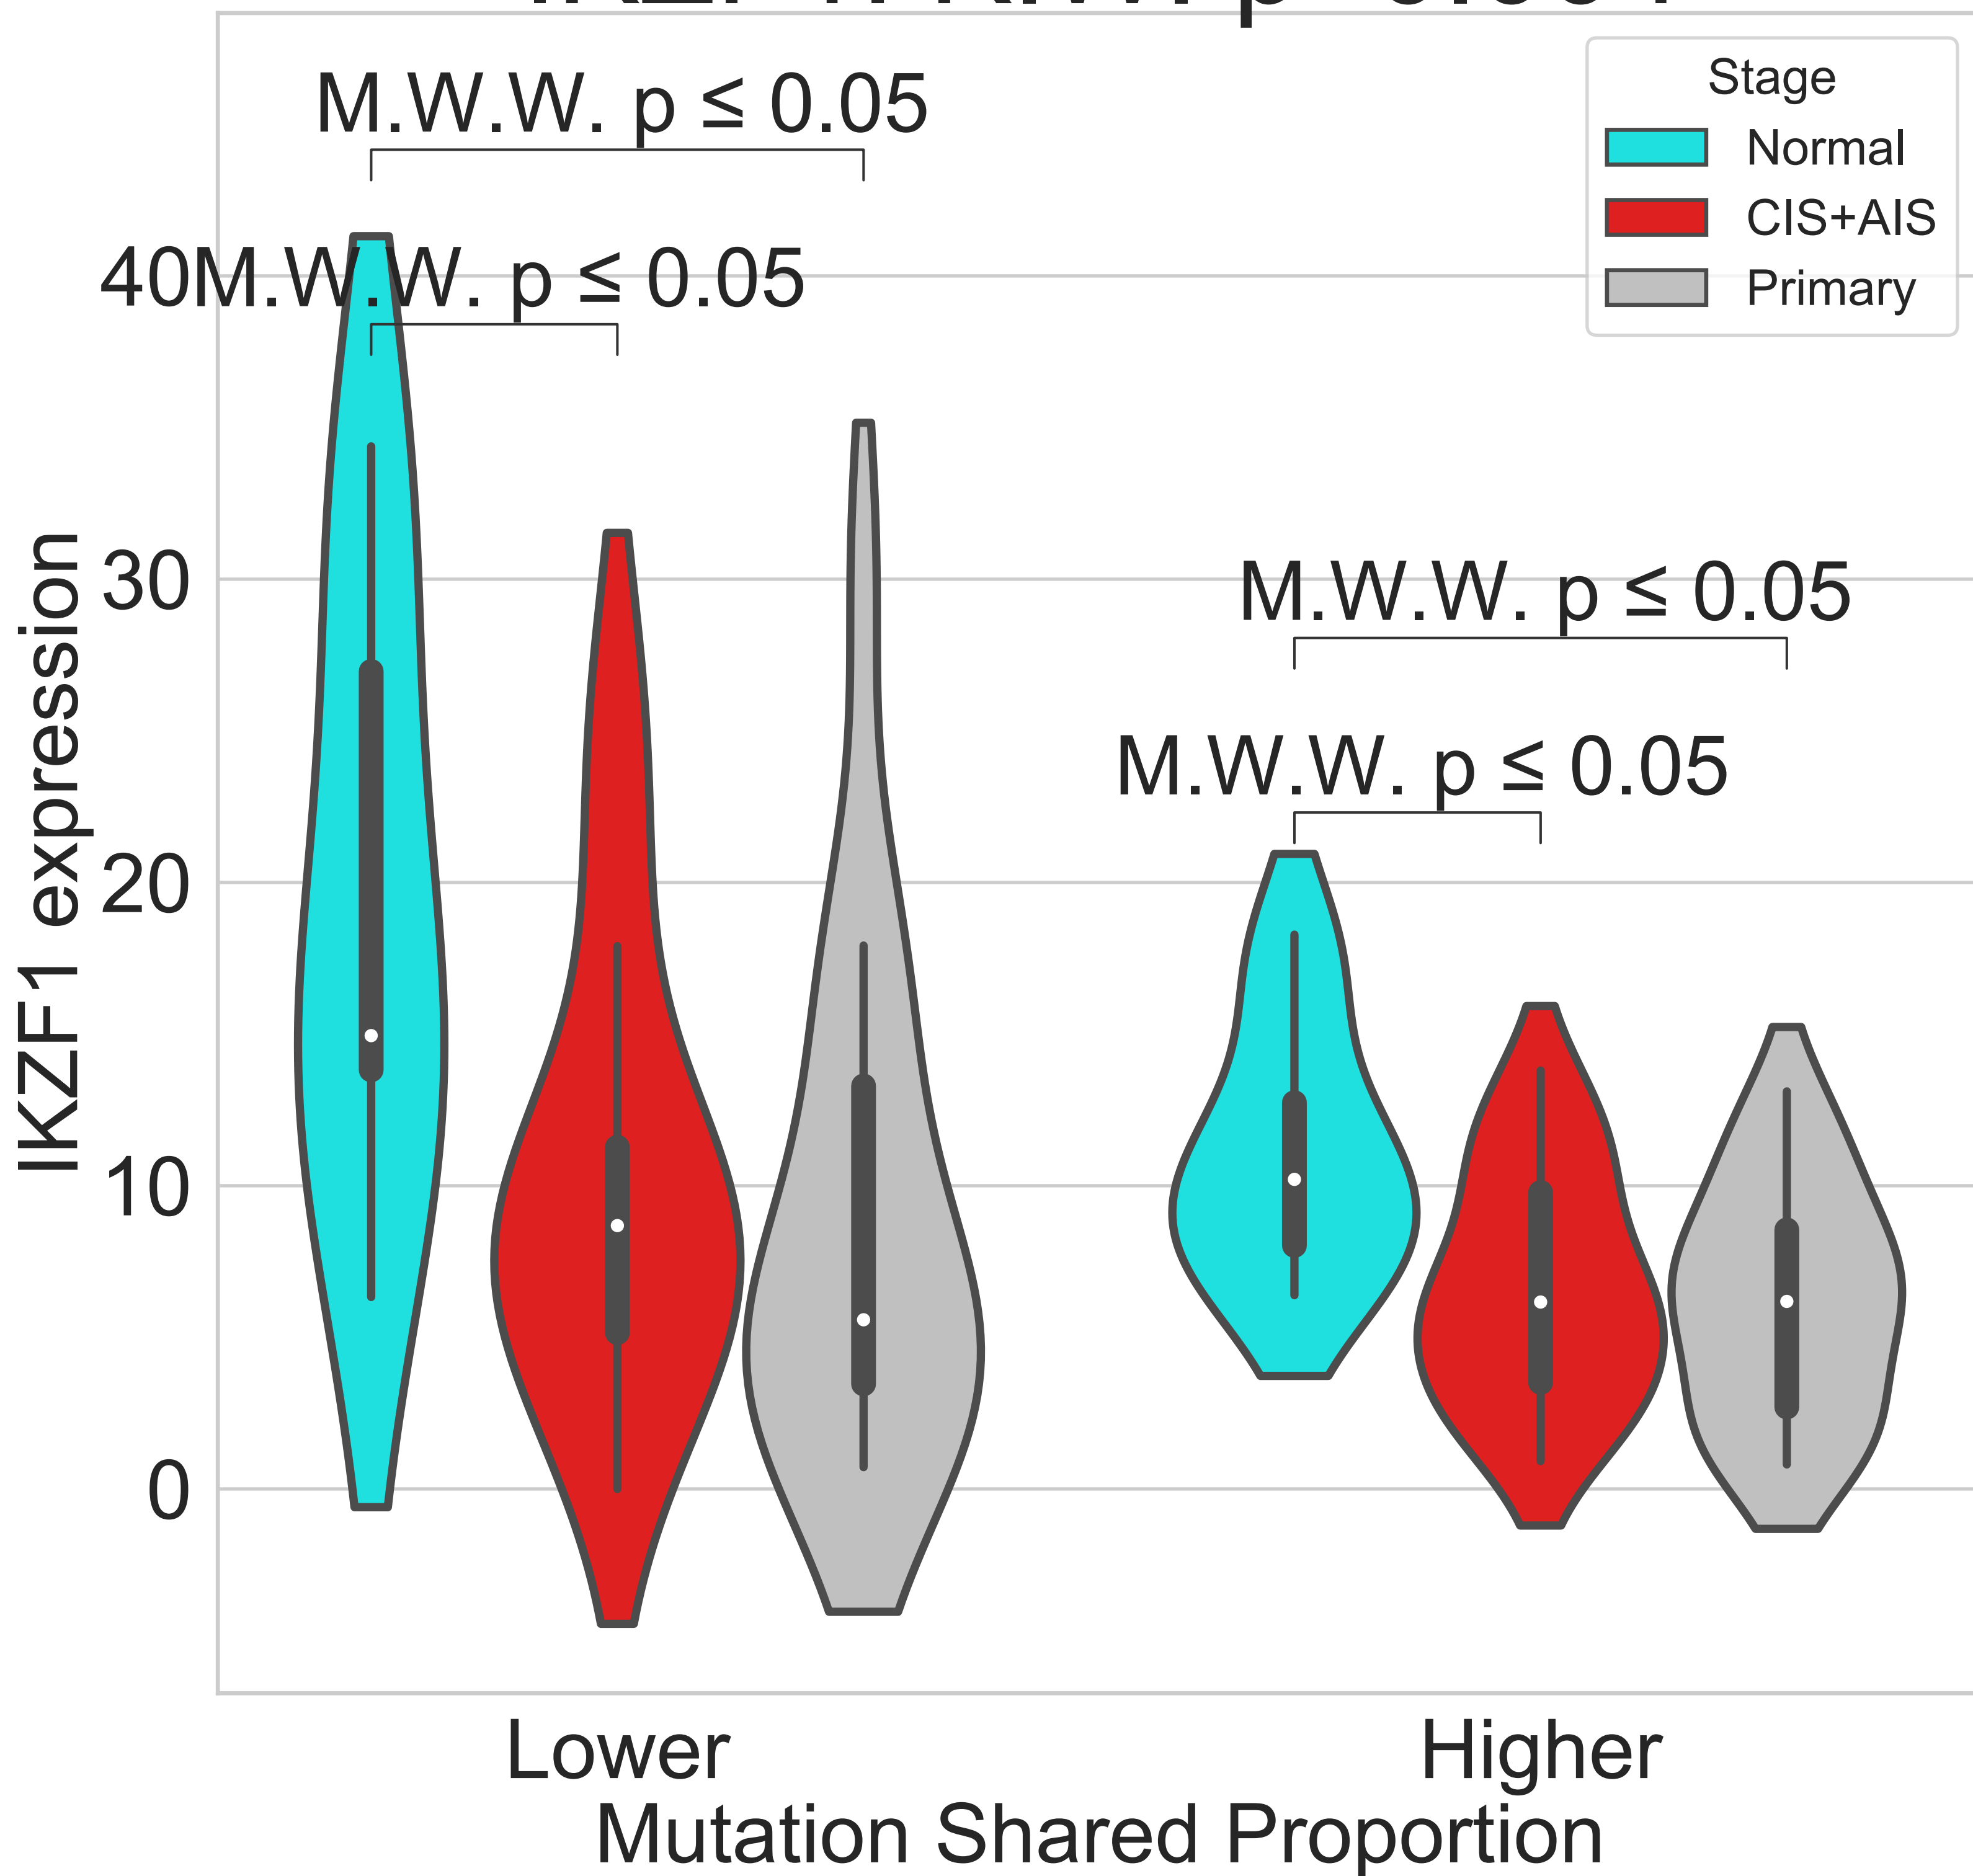 M.W.W. p ≤ 0.05
Stage
Normal
CIS+AIS
Primary
M.W.W. p ≤ 0.05
M.W.W. p ≤ 0.05
M.W.W. p ≤ 0.05
40
30
20
10
0
IKZF1 expression
Lower
Higher
Mutation Shared Proportion